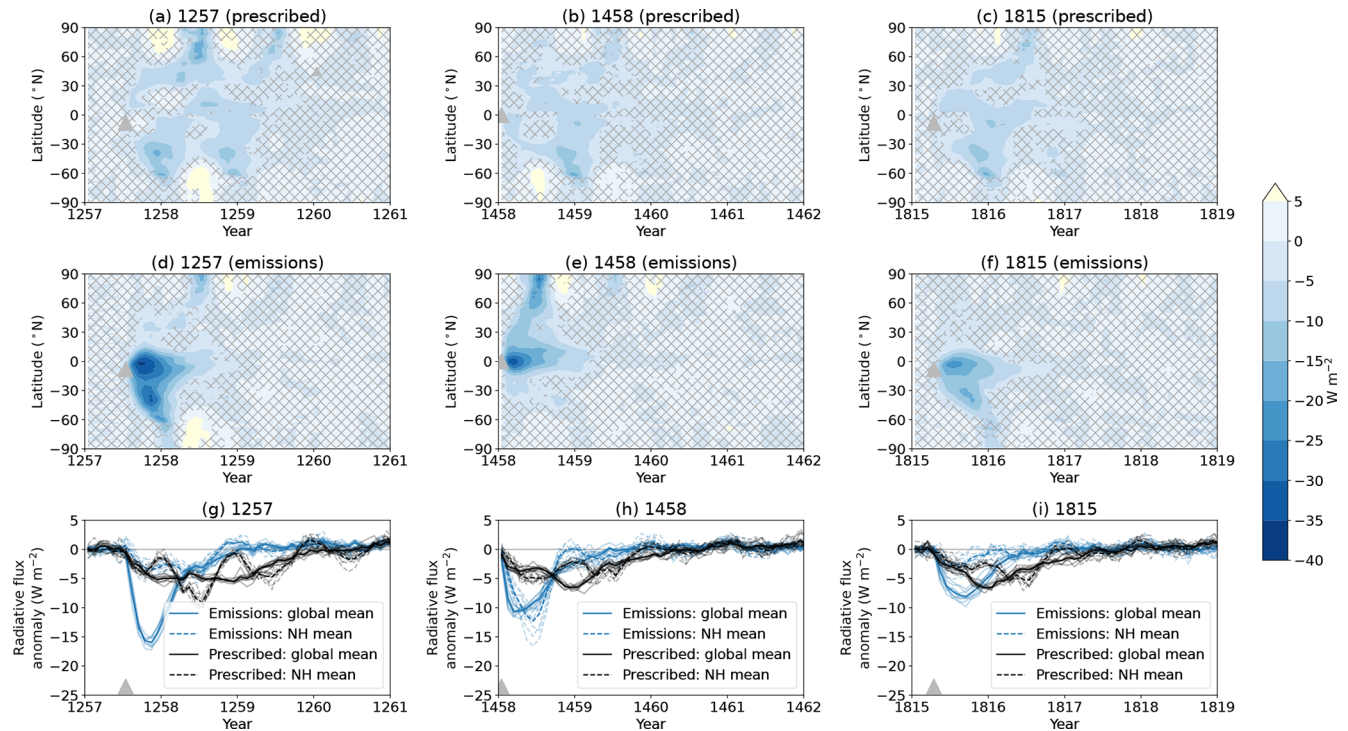 (a) 1257 (prescribed)
(b) 1458 (prescribed)
(c) 1815 (prescribed)
Latitude (°N)
90
60
30
0
−30
−60
−90
1257 1258 1259 1260 1261
Year
Latitude (°N)
90
60
30
0
−30
−60
−90
1458 1459 1460 1461 1462
Year
Latitude (°N)
90
60
30
0
−30
−60
−90
1815 1816 1817 1818 1819
Year
(d) 1257 (emissions)
(e) 1458 (emissions)
(f) 1815 (emissions)
Latitude (°N)
90
60
30
0
−30
−60
−90
1257 1258 1259 1260 1261
Year
Latitude (°N)
90
60
30
0
−30
−60
−90
1458 1459 1460 1461 1462
Year
Latitude (°N)
90
60
30
0
−30
−60
−90
1815 1816 1817 1818 1819
Year
5
0
−5
−10
−15
−20
−25
−30
−35
−40
W m⁻²
(g) 1257
Radiative flux
anomaly (W m⁻²)
5
0
−5
−10
−15
−20
−25
Emissions: global mean
Emissions: NH mean
Prescribed: global mean
Prescribed: NH mean
1257 1258 1259 1260 1261
Year
(h) 1458
Radiative flux
anomaly (W m⁻²)
5
0
−5
−10
−15
−20
−25
Emissions: global mean
Emissions: NH mean
Prescribed: global mean
Prescribed: NH mean
1458 1459 1460 1461 1462
Year
(i) 1815
Radiative flux
anomaly (W m⁻²)
5
0
−5
−10
−15
−20
−25
Emissions: global mean
Emissions: NH mean
Prescribed: global mean
Prescribed: NH mean
1815 1816 1817 1818 1819
Year